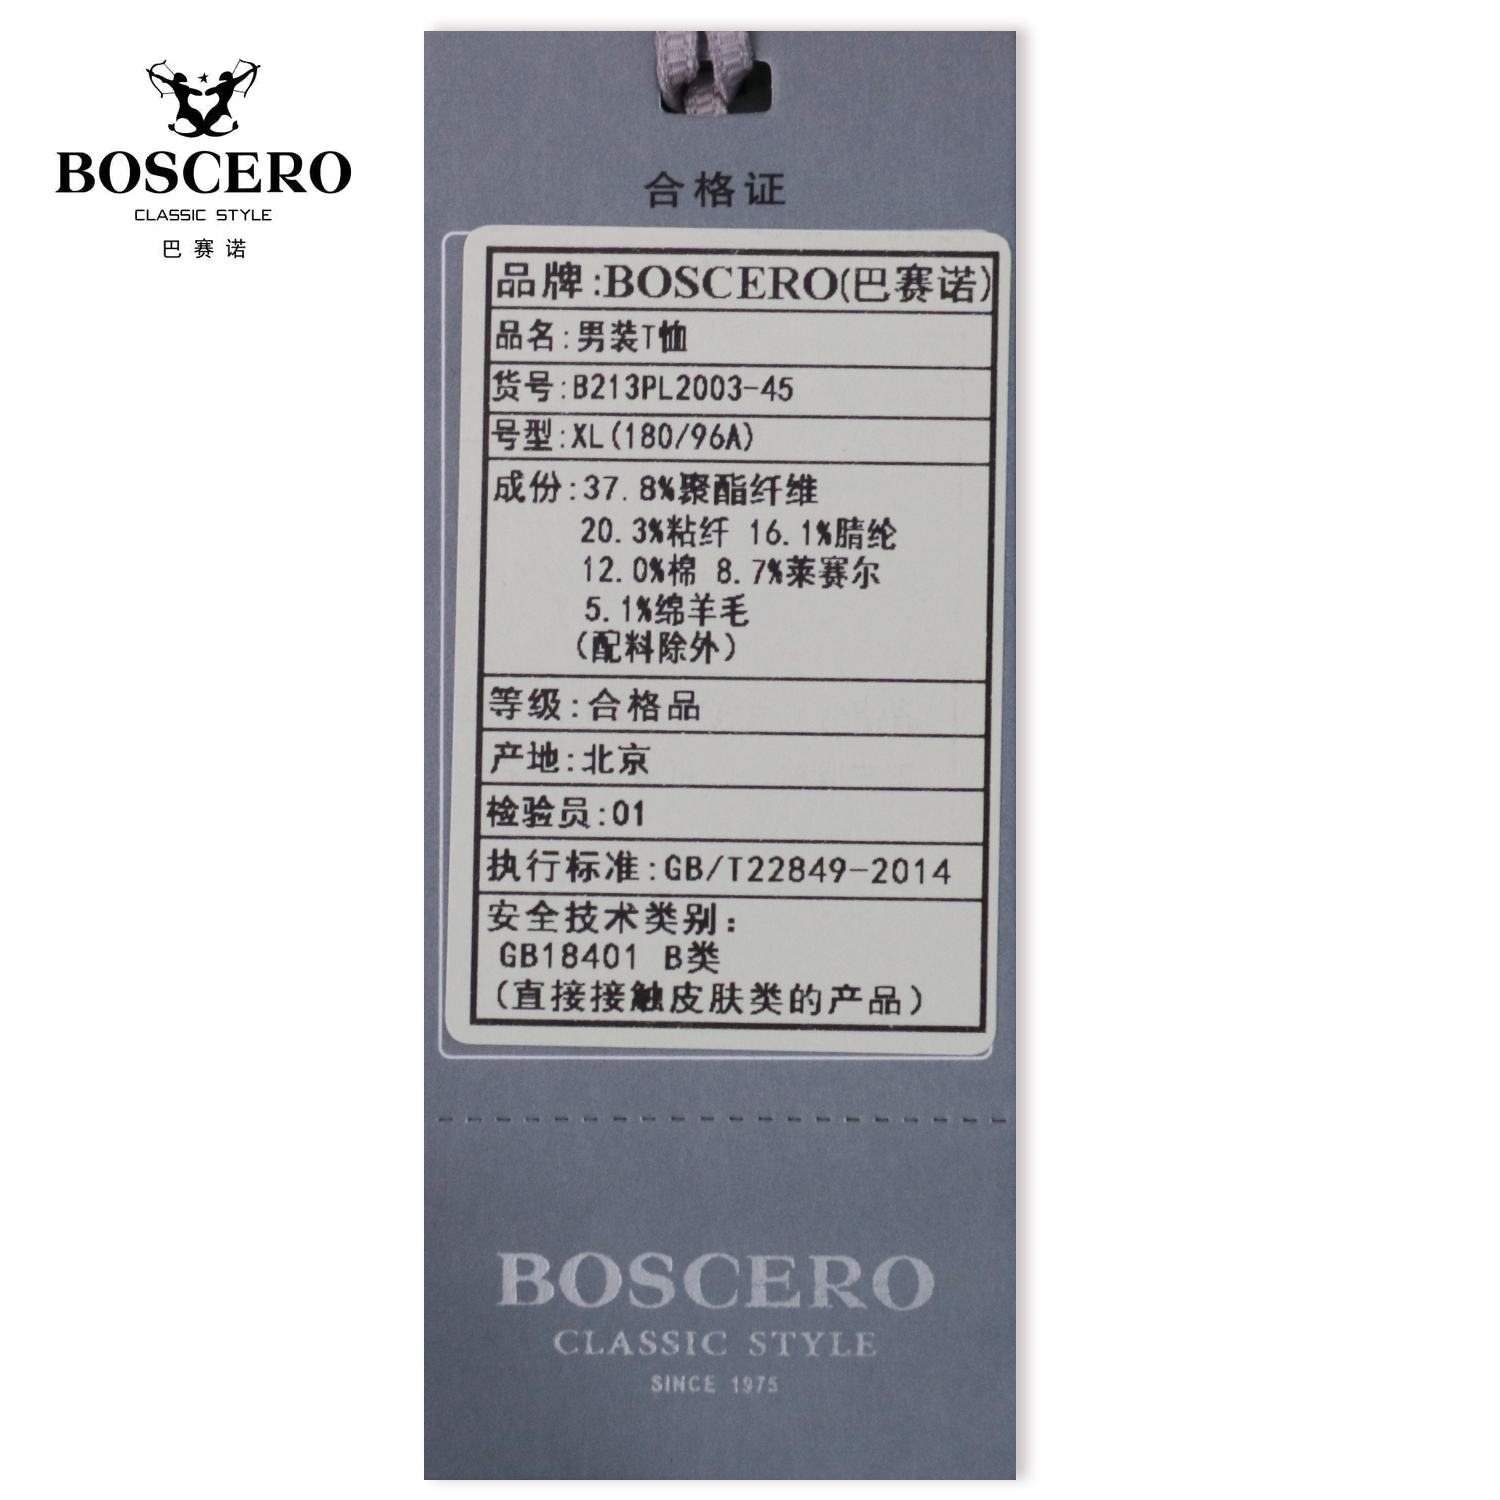 BOSCERO
CLASSIC STYLE
巴赛诺
合格证
品牌:BOSCERO(巴赛诺)
品名:男装T恤
货号:B213PL2003-45
号型:XL(180/96A)
成份:37.8%聚酯纤维
20.3%粘纤 16.1%腈纶
12.0%棉 8.7%莱赛尔
5.1%绵羊毛
(配料除外)
等级:合格品
产地:北京
检验员:01
执行标准:GB/T22849-2014
安全技术类别:
GB18401 B类
(直接接触皮肤类的产品)
BOSCERO
CLASSIC STYLE
SINCE 1975